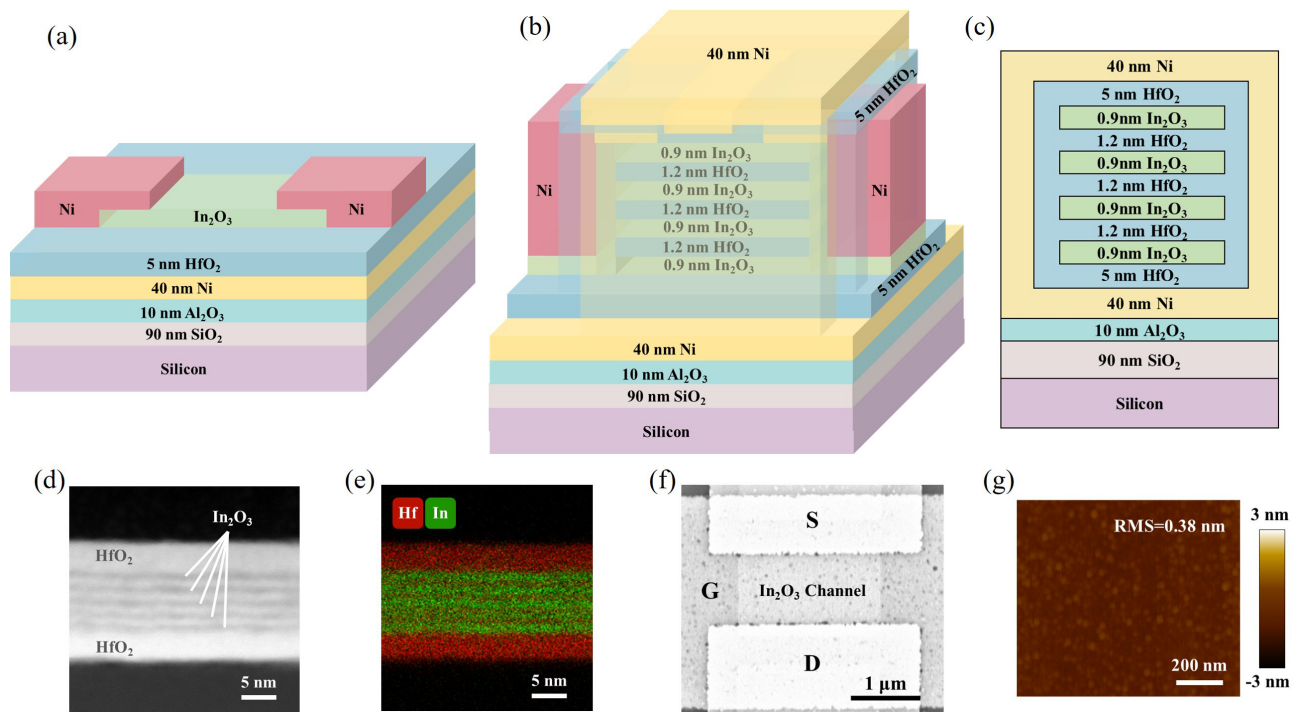 (a)
Ni
In₂O₃
Ni
5 nm HfO₂
40 nm Ni
10 nm Al₂O₃
90 nm SiO₂
Silicon
(b)
40 nm Ni
5 nm HfO₂
Ni
0.9 nm In₂O₃
1.2 nm HfO₂
0.9 nm In₂O₃
1.2 nm HfO₂
0.9 nm In₂O₃
1.2 nm HfO₂
0.9 nm In₂O₃
Ni
5 nm HfO₂
40 nm Ni
10 nm Al₂O₃
90 nm SiO₂
Silicon
(c)
40 nm Ni
5 nm HfO₂
0.9nm In₂O₃
1.2 nm HfO₂
0.9nm In₂O₃
1.2 nm HfO₂
0.9nm In₂O₃
1.2 nm HfO₂
0.9nm In₂O₃
5 nm HfO₂
40 nm Ni
10 nm Al₂O₃
90 nm SiO₂
Silicon
(d)
In₂O₃
HfO₂
HfO₂
5 nm
(e)
Hf In
5 nm
(f)
S
G
In₂O₃ Channel
D
1 μm
(g)
RMS=0.38 nm
200 nm
3 nm
-3 nm